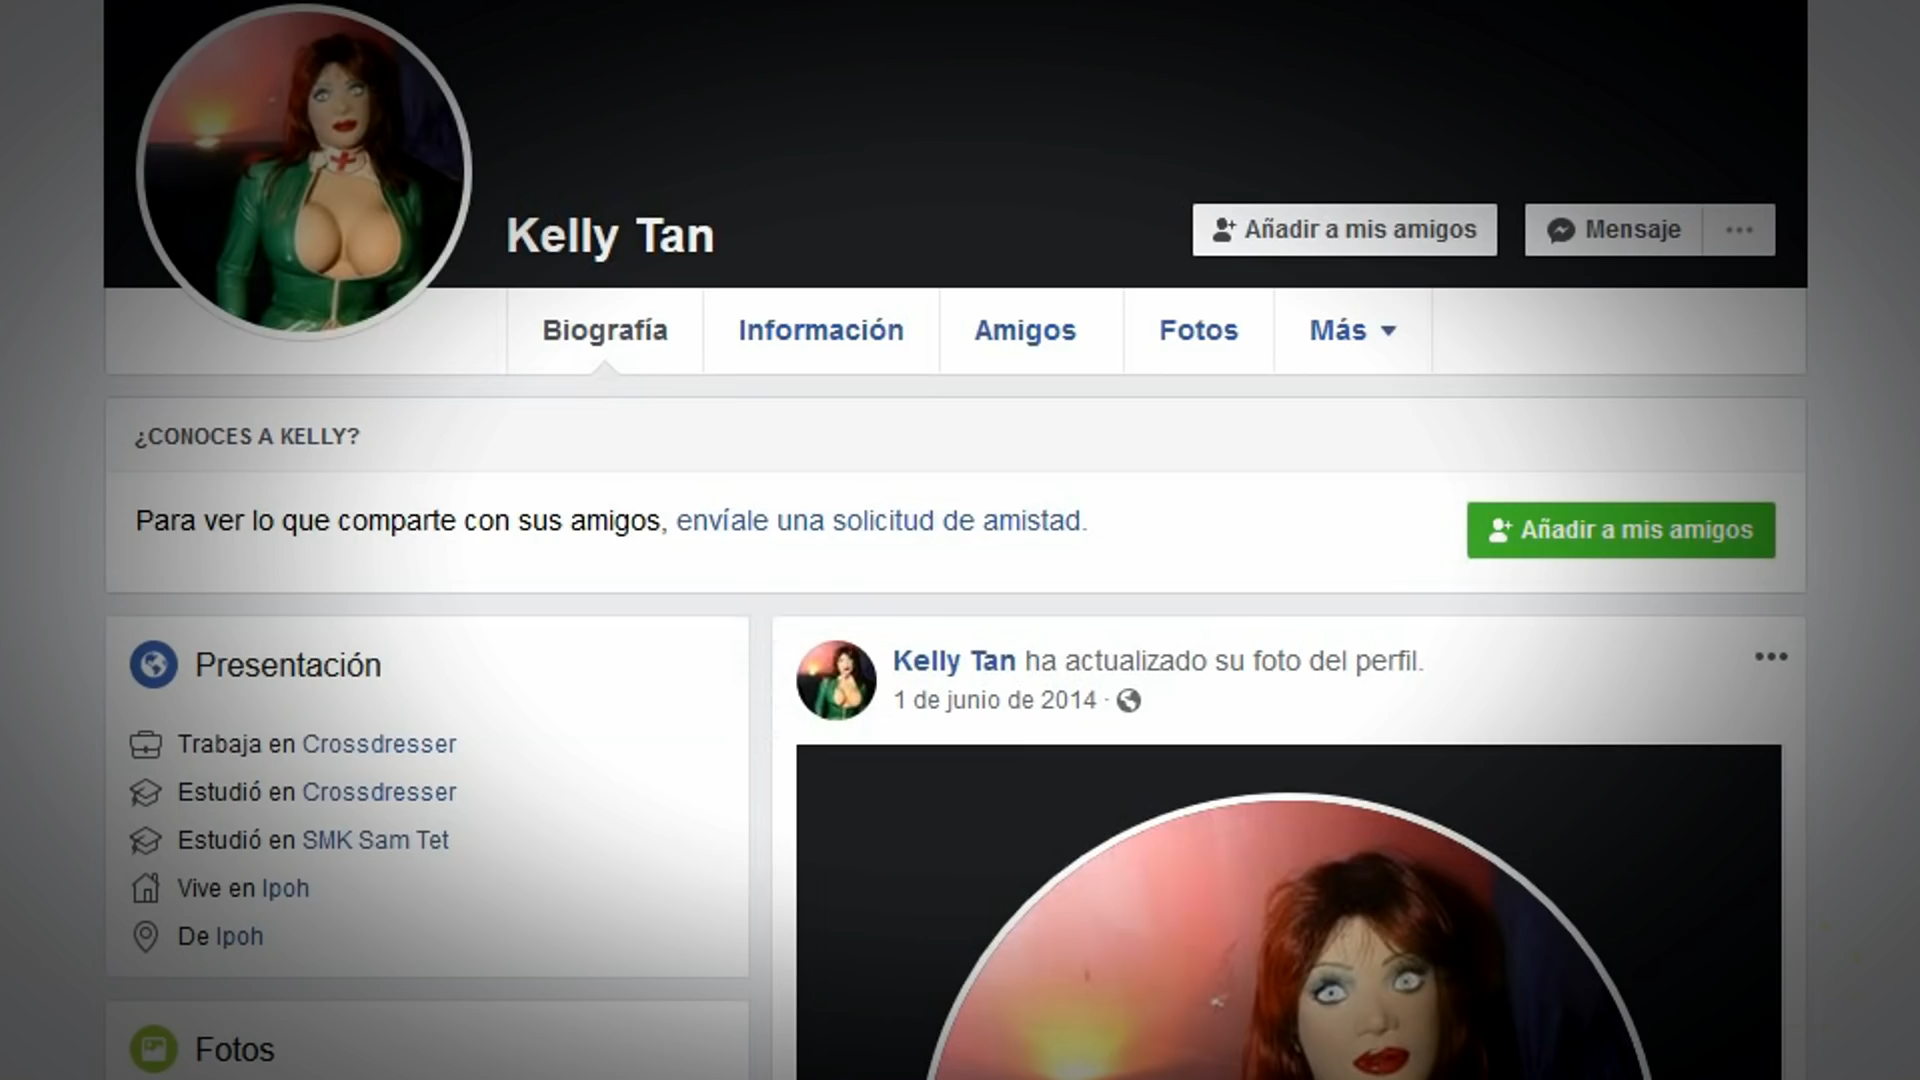 Kelly Tan
Añadir a mis amigos
Mensaje
Biografía
Información
Amigos
Fotos
Más
¿CONOCES A KELLY?
Para ver lo que comparte con sus amigos, envíale una solicitud de amistad.
Añadir a mis amigos
Presentación
Trabaja en Crossdresser
Estudió en Crossdresser
Estudió en SMK Sam Tet
Vive en Ipoh
De Ipoh
Fotos
Kelly Tan ha actualizado su foto del perfil.
1 de junio de 2014 ·